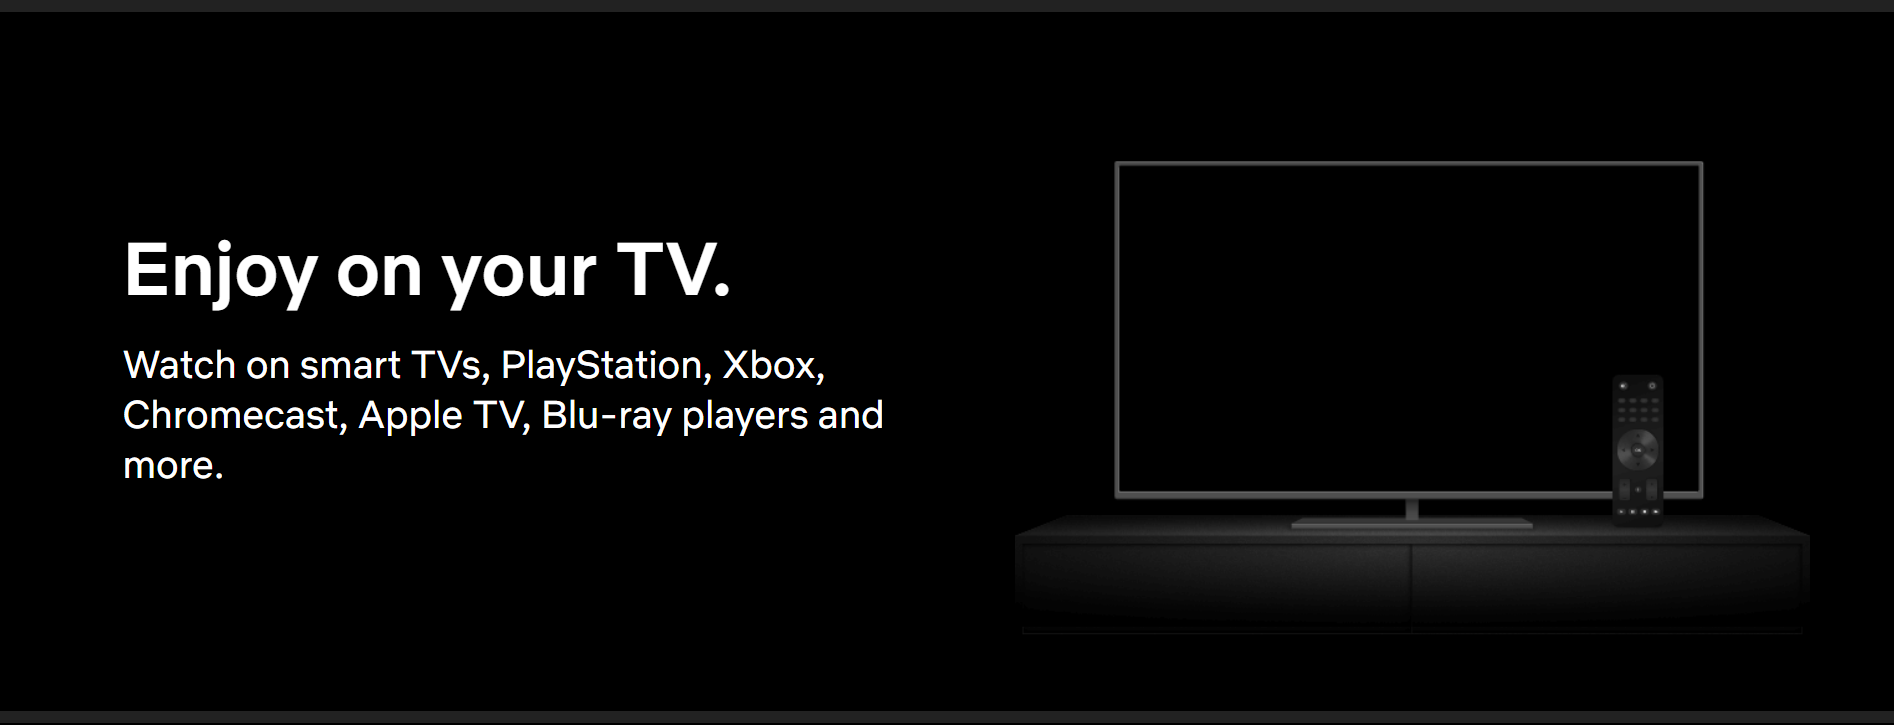 Enjoy on your TV.
Watch on smart TVs, PlayStation, Xbox,
Chromecast, Apple TV, Blu-ray players and
more.